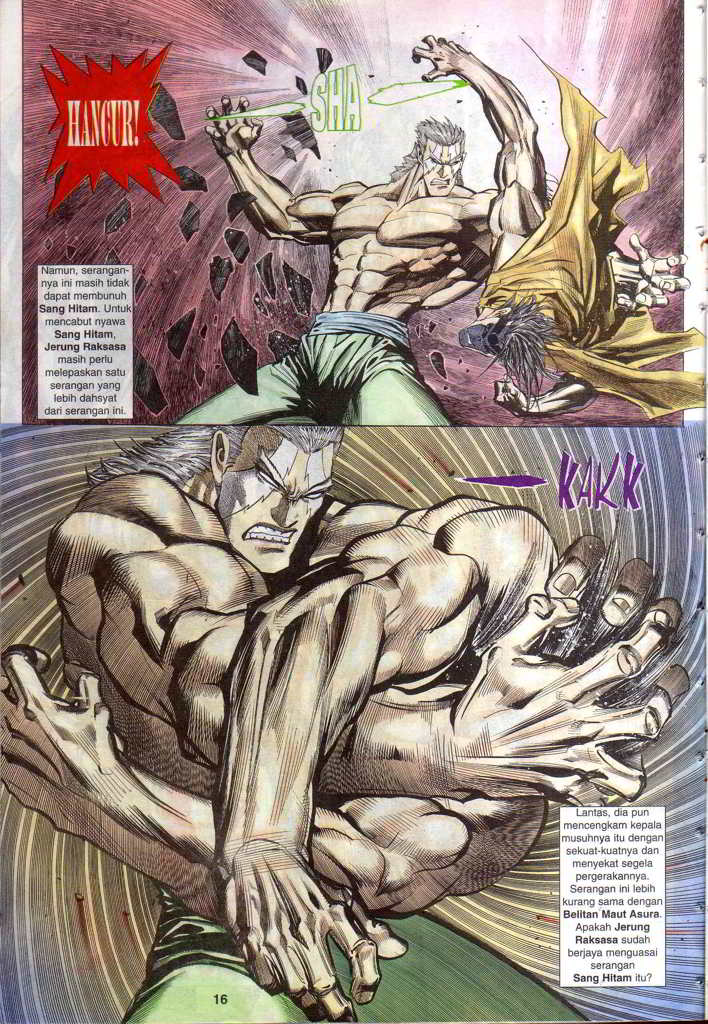 HANCUR!
SHA
Namun, serangan-
nya ini masih tidak
dapat membunuh
Sang Hitam. Untuk
mencabut nyawa
Sang Hitam,
Jerung Raksasa
masih perlu
melepaskan satu
serangan yang
lebih dahsyat
dari serangan ini.
KAKK
Lantas, dia pun
mencengkam kepala
musuhnya itu dengan
sekuat-kuatnya dan
menyekat segela
pergerakannya.
Serangan ini lebih
kurang sama dengan
Belitan Maut Asura.
Apakah Jerung
Raksasa sudah
berjaya menguasai
serangan
Sang Hitam itu?
16